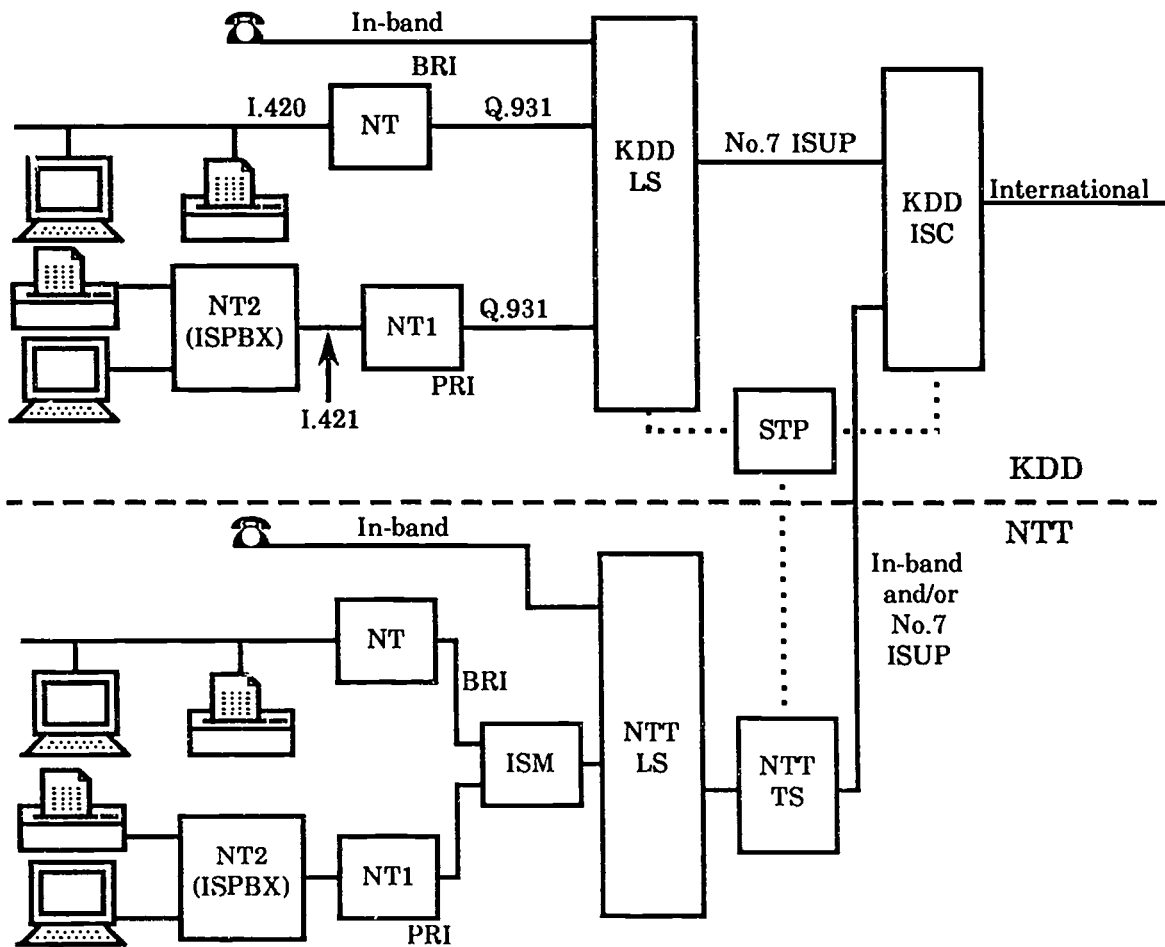 In-band
BRI
I.420
NT
Q.931
KDD
LS
No.7 ISUP
KDD
ISC
International
NT2
(ISPBX)
NT1
Q.931
PRI
I.421
STP
KDD
NTT
In-band
In-band
and/or
No.7
ISUP
NT
BRI
ISM
NTT
LS
NTT
TS
NT2
(ISPBX)
NT1
PRI